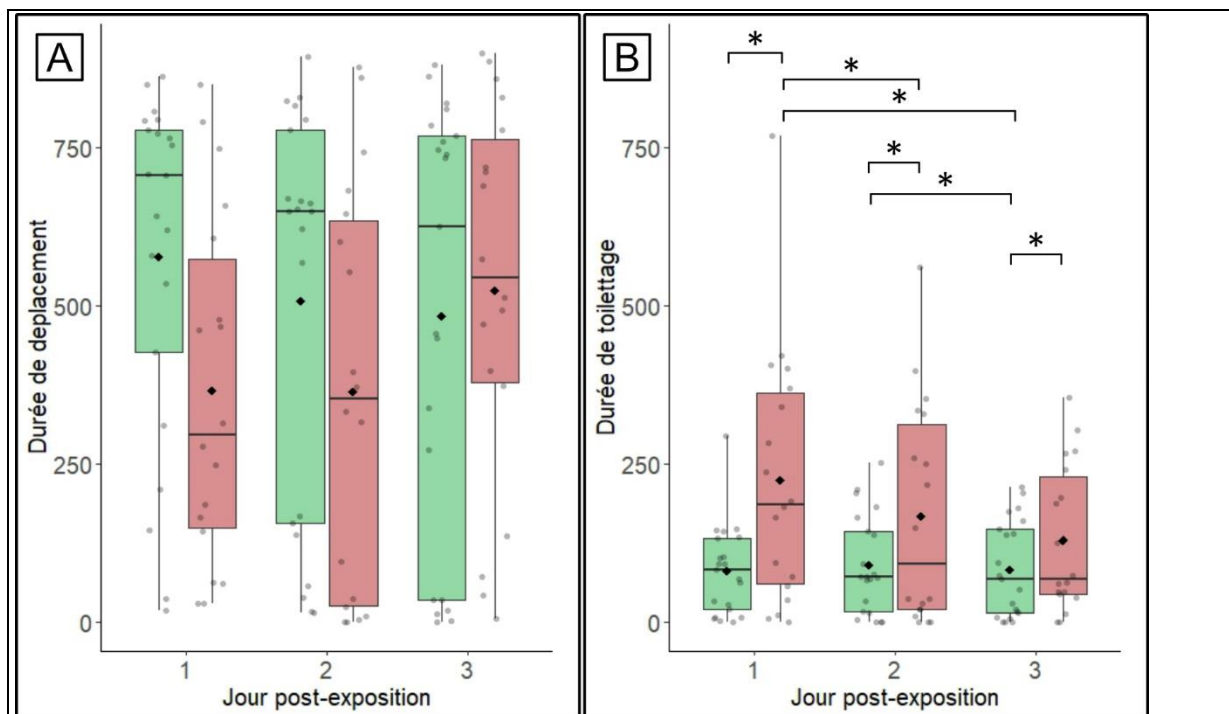 A
Durée de deplacement
750
500
250
0
1 2 3
Jour post-exposition
B
Durée de toilettage
750
500
250
0
* * * * * *
1 2 3
Jour post-exposition